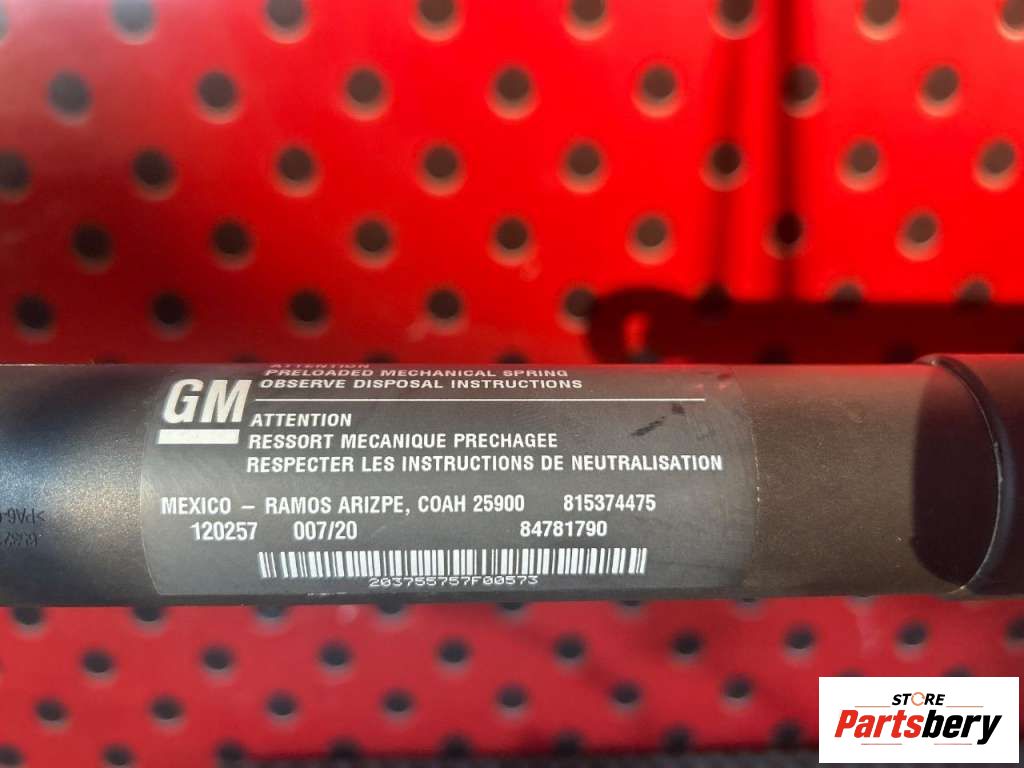 ATTENTION
PRELOADED MECHANICAL SPRING
OBSERVE DISPOSAL INSTRUCTIONS
GM
ATTENTION
RESSORT MECANIQUE PRECHAGEE
RESPECTER LES INSTRUCTIONS DE NEUTRALISATION
MEXICO – RAMOS ARIZPE, COAH 25900 815374475
120257 007/20 84781790
203755757F00573
STORE
Partsbery